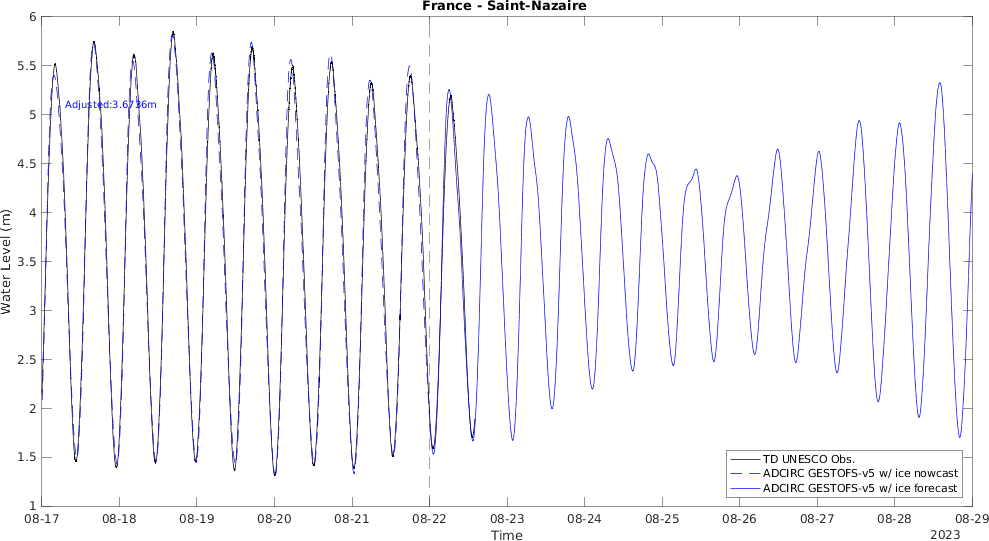 France - Saint-Nazaire
6
5.5
5
4.5
4
3.5
3
2.5
2
1.5
1
Water Level (m)
Adjusted:3.6736m
TD UNESCO Obs.
ADCIRC GESTOFS-v5 w/ ice nowcast
ADCIRC GESTOFS-v5 w/ ice forecast
08-17 08-18 08-19 08-20 08-21 08-22 08-23 08-24 08-25 08-26 08-27 08-28 08-29
Time
2023